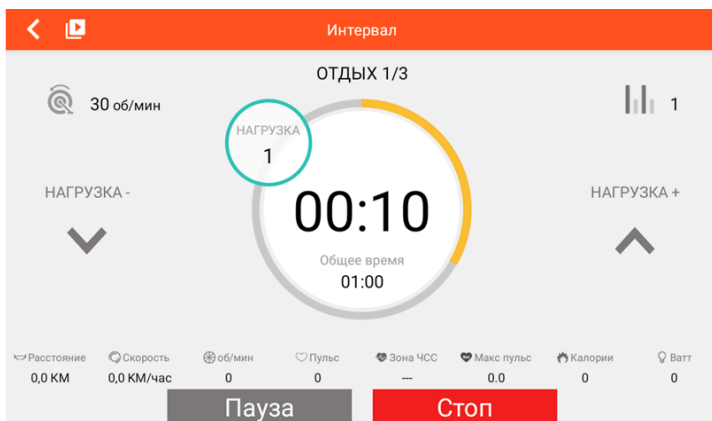 Интервал
ОТДЫХ 1/3
30 об/мин
1
НАГРУЗКА
1
НАГРУЗКА -
НАГРУЗКА +
00:10
Общее время
01:00
Расстояние Скорость об/мин Пульс Зона ЧСС Макс пульс Калории Ватт
0,0 КМ 0,0 КМ/час 0 0 --- 0.0 0 0
Пауза Стоп